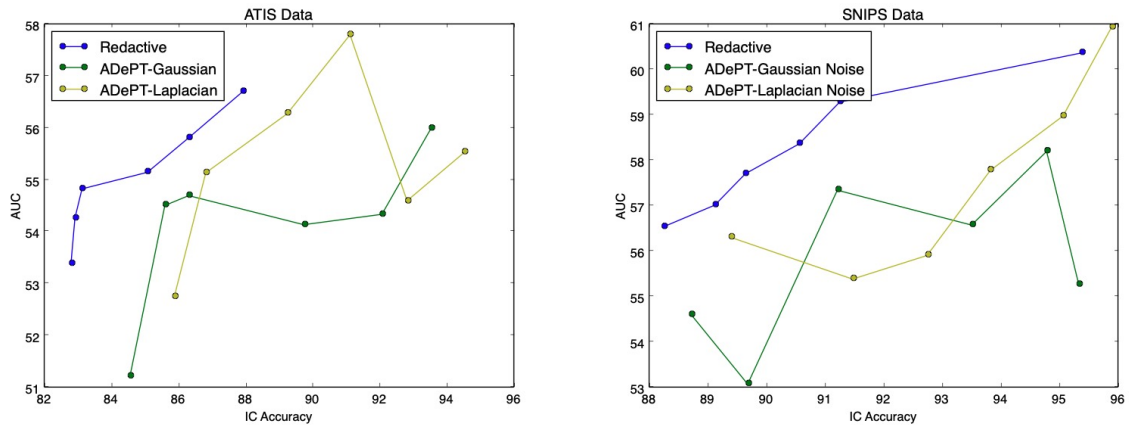 ATIS Data
58
57
56
55
54
53
52
51
AUC
Redactive
ADePT-Gaussian
ADePT-Laplacian
82 84 86 88 90 92 94 96
IC Accuracy
SNIPS Data
61
60
59
58
57
56
55
54
53
AUC
Redactive
ADePT-Gaussian Noise
ADePT-Laplacian Noise
88 89 90 91 92 93 94 95 96
IC Accuracy